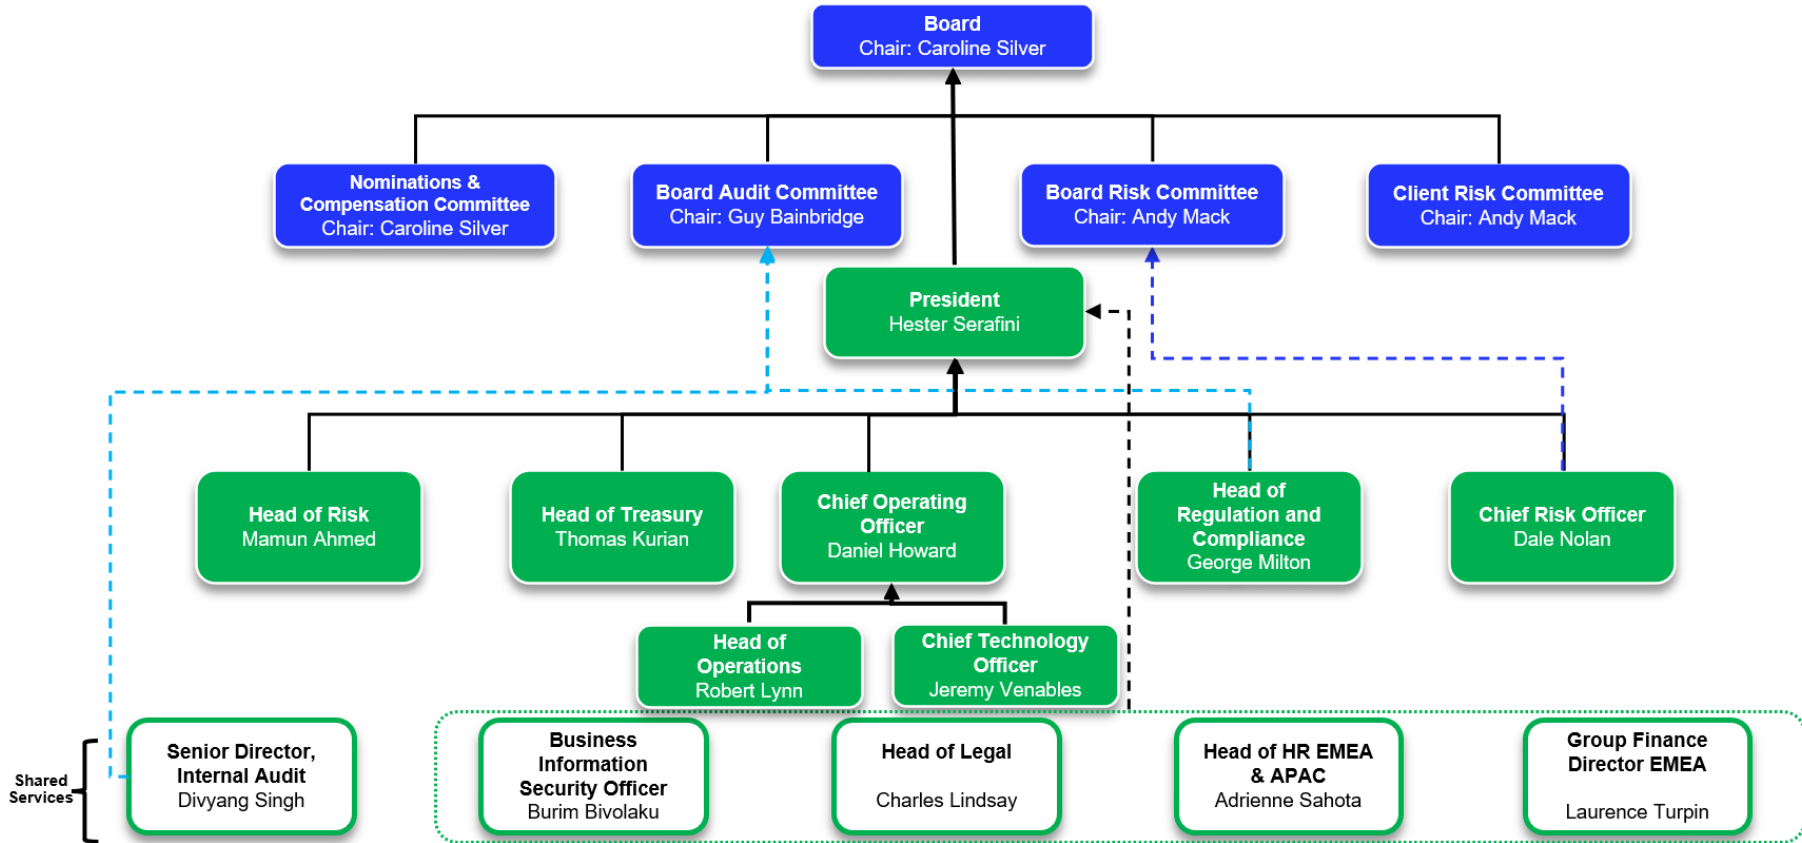 Board
Chair: Caroline Silver
Nominations &
Compensation Committee
Chair: Caroline Silver
Board Audit Committee
Chair: Guy Bainbridge
Board Risk Committee
Chair: Andy Mack
Client Risk Committee
Chair: Andy Mack
President
Hester Serafini
Head of Risk
Mamun Ahmed
Head of Treasury
Thomas Kurian
Chief Operating
Officer
Daniel Howard
Head of
Regulation and
Compliance
George Milton
Chief Risk Officer
Dale Nolan
Head of
Operations
Robert Lynn
Chief Technology
Officer
Jeremy Venables
Shared
Services
Senior Director,
Internal Audit
Divyang Singh
Business
Information
Security Officer
Burim Bivolaku
Head of Legal
Charles Lindsay
Head of HR EMEA
& APAC
Adrienne Sahota
Group Finance
Director EMEA
Laurence Turpin